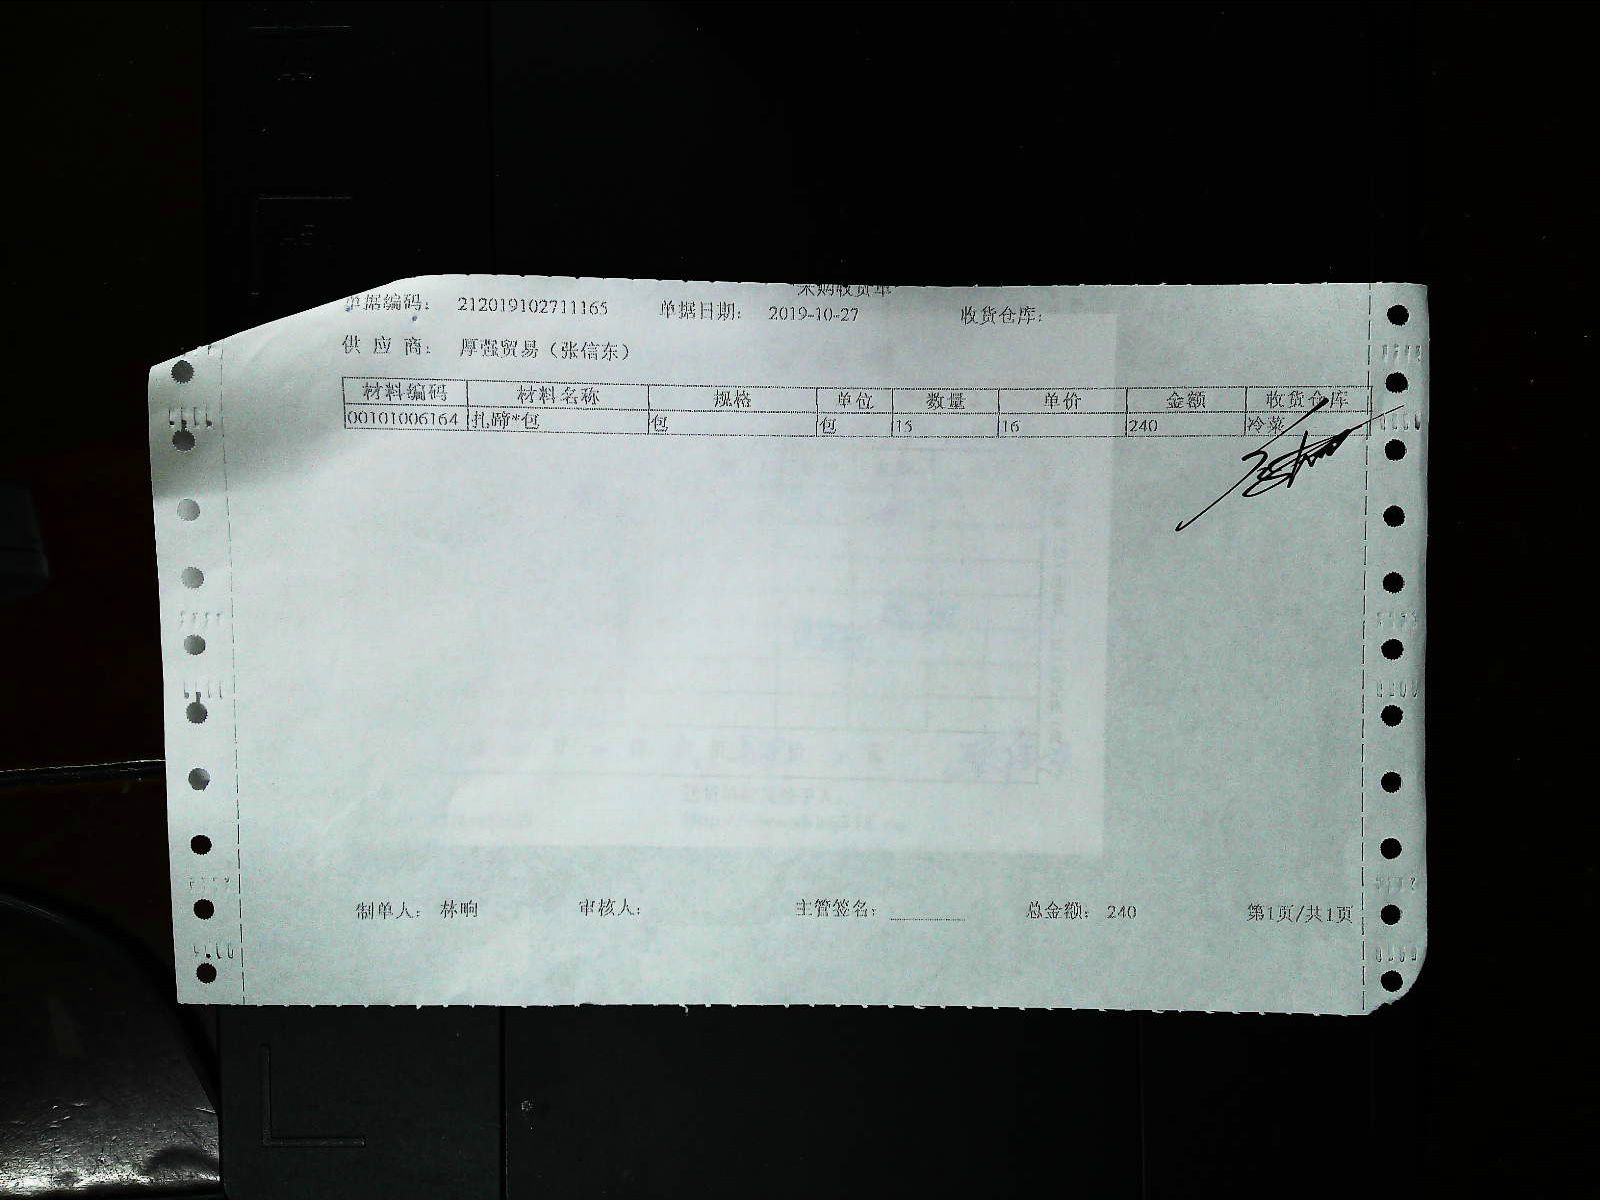 采购收货单
单据编码: 212019102711165 单据日期: 2019-10-27 收货仓库:
供 应 商: 厚强贸易（张信东）
材料编码 材料名称 规格 单位 数量 单价 金额 收货仓库
00101006164 扎蹄*包 包 包 15 16 240 冷菜
制单人: 林晌 审核人: 主管签名: 总金额: 240 第1页/共1页